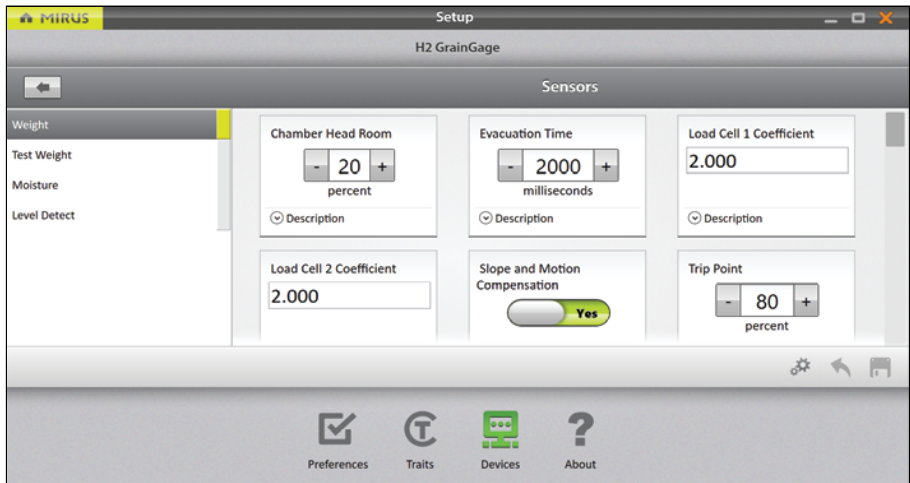 MIRUS
Setup
H2 GrainGage
Sensors
Weight
Test Weight
Moisture
Level Detect
Chamber Head Room
- 20 +
percent
Description
Evacuation Time
- 2000 +
milliseconds
Description
Load Cell 1 Coefficient
2.000
Description
Load Cell 2 Coefficient
2.000
Slope and Motion
Compensation
Yes
Trip Point
- 80 +
percent
Preferences
Traits
Devices
About